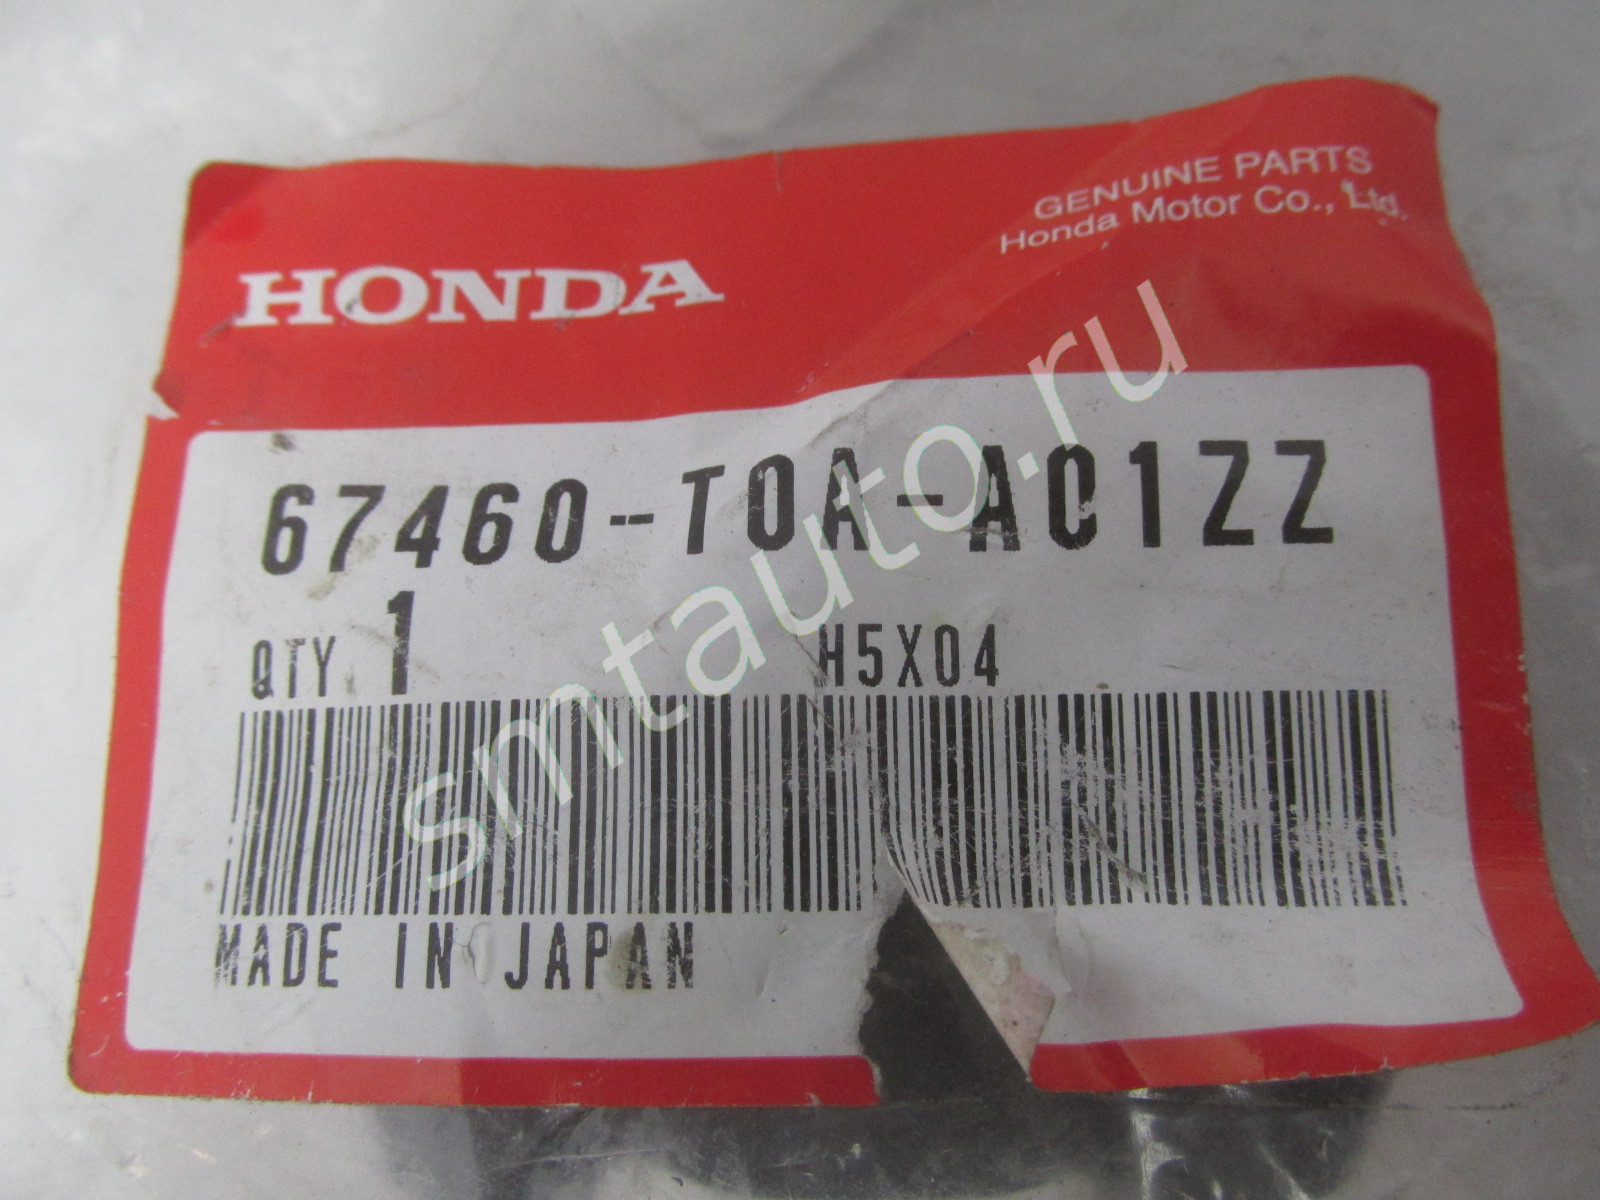 GENUINE PARTS
Honda Motor Co., Ltd.
HONDA
67460-T0A-A01ZZ
QTY 1 H5X04
MADE IN JAPAN
smtauto.ru